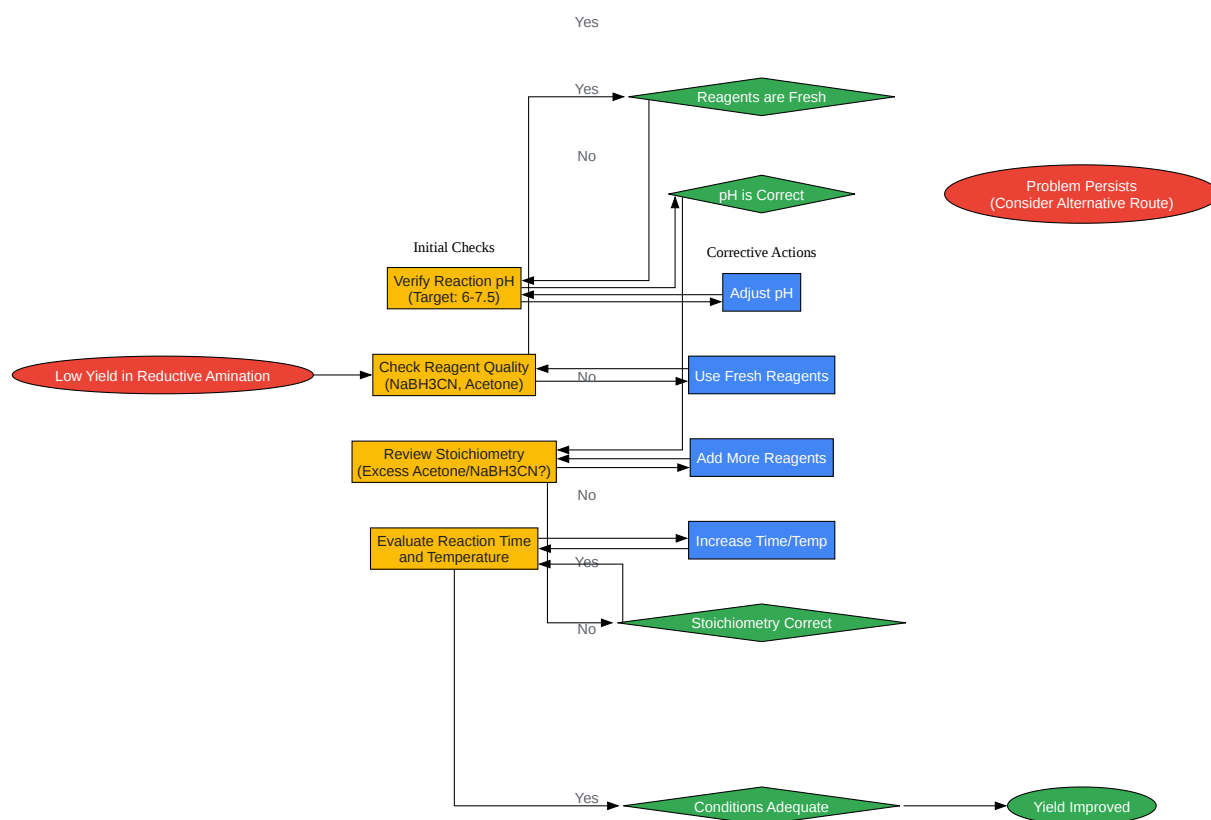 Yes
Yes
Reagents are Fresh
No
Problem Persists
(Consider Alternative Route)
pH is Correct
Initial Checks
Corrective Actions
Verify Reaction pH
(Target: 6-7.5)
Adjust pH
Low Yield in Reductive Amination
Check Reagent Quality
(NaBH3CN, Acetone)
No
Use Fresh Reagents
Review Stoichiometry
(Excess Acetone/NaBH3CN?)
Add More Reagents
No
Evaluate Reaction Time
and Temperature
Increase Time/Temp
Yes
No
Stoichiometry Correct
Yes
Conditions Adequate
Yield Improved